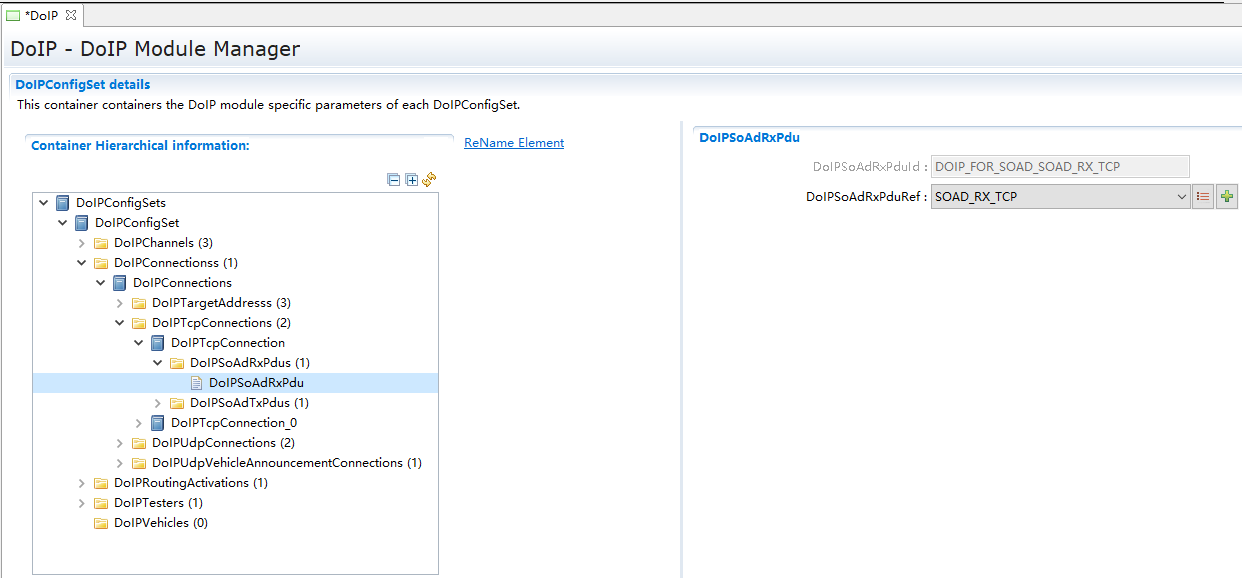 *DoIP
DoIP - DoIP Module Manager
DoIPConfigSet details
This container containers the DoIP module specific parameters of each DoIPConfigSet.
Container Hierarchical information:
ReName Element
DoIPConfigSets
DoIPConfigSet
DoIPChannels (3)
DoIPConnectionss (1)
DoIPConnections
DoIPTargetAddresss (3)
DoIPTcpConnections (2)
DoIPTcpConnection
DoIPSoAdRxPdus (1)
DoIPSoAdRxPdu
DoIPSoAdTxPdus (1)
DoIPTcpConnection_0
DoIPUdpConnections (2)
DoIPUdpVehicleAnnouncementConnections (1)
DoIPRoutingActivations (1)
DoIPTesters (1)
DoIPVehicles (0)
DoIPSoAdRxPdu
DoIPSoAdRxPduId : DOIP_FOR_SOAD_SOAD_RX_TCP
DoIPSoAdRxPduRef : SOAD_RX_TCP